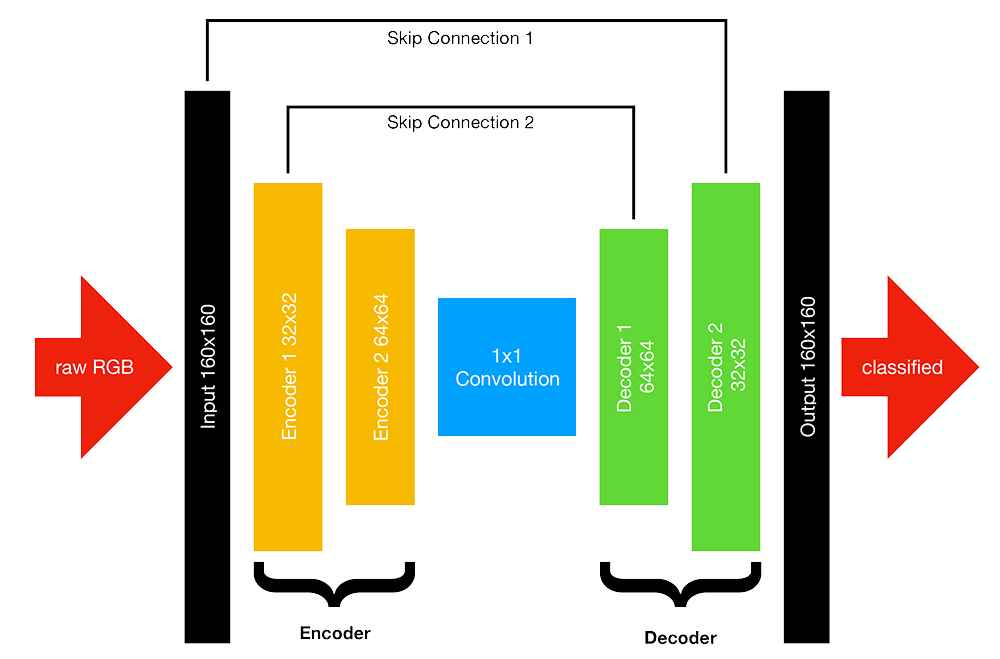 Skip Connection 1
Skip Connection 2
raw RGB
Input 160x160
Encoder 1 32x32
Encoder 2 64x64
1x1
Convolution
Decoder 1
64x64
Decoder 2
32x32
Output 160x160
classified
Encoder
Decoder